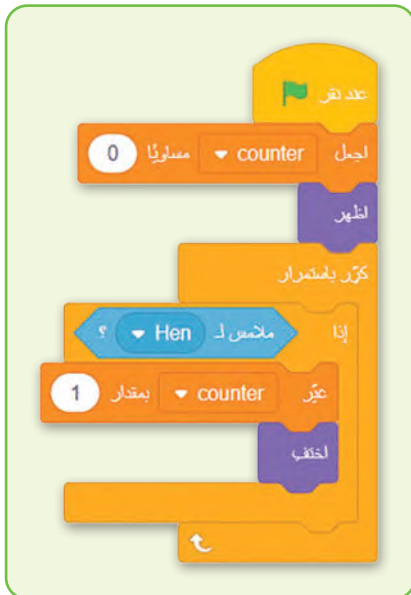 عند نقر
اجعل counter مساويًا 0
اظهر
كرّر باستمرار
إذا ملامس لـ Hen ؟
غيّر counter بمقدار 1
اختفِ